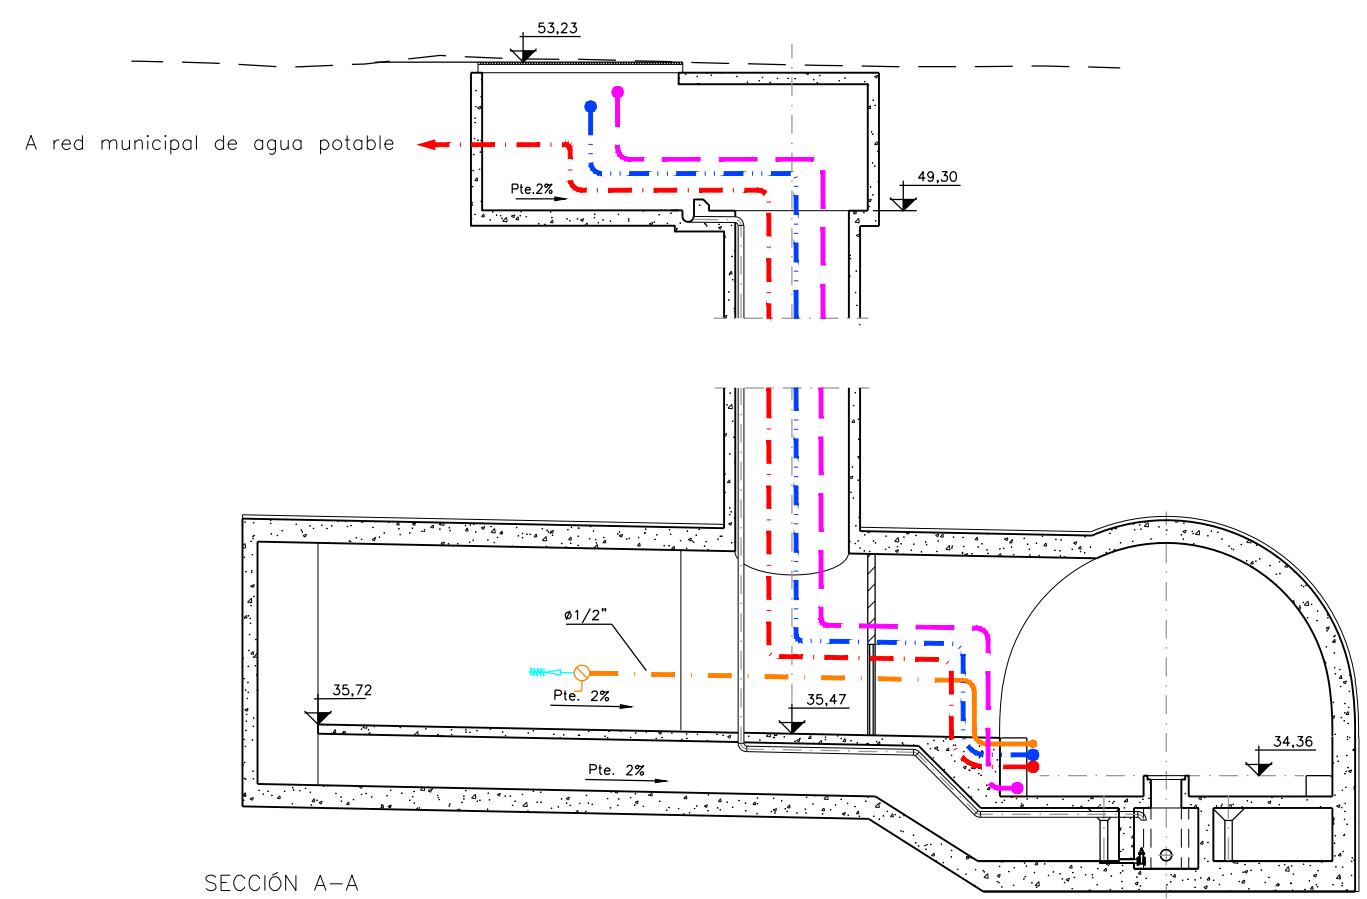 53,23
A red municipal de agua potable
Pte.2%
49,30
ø1/2"
35,72
Pte. 2%
35,47
34,36
Pte. 2%
SECCIÓN A-A